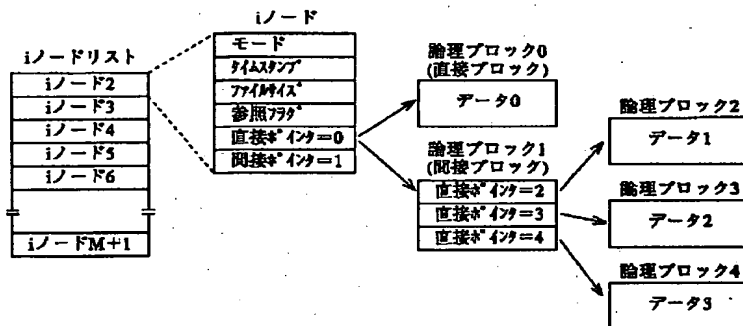 iノードリスト
iノード2
iノード3
iノード4
iノード5
iノード6
iノードM+1
iノード
モード
タイムスタンプ
ファイルサイズ
参照フラグ
直接ポインタ=0
間接ポインタ=1
論理ブロック0
(直接ブロック)
データ0
論理ブロック1
(間接ブロック)
直接ポインタ=2
直接ポインタ=3
直接ポインタ=4
論理ブロック2
データ1
論理ブロック3
データ2
論理ブロック4
データ3